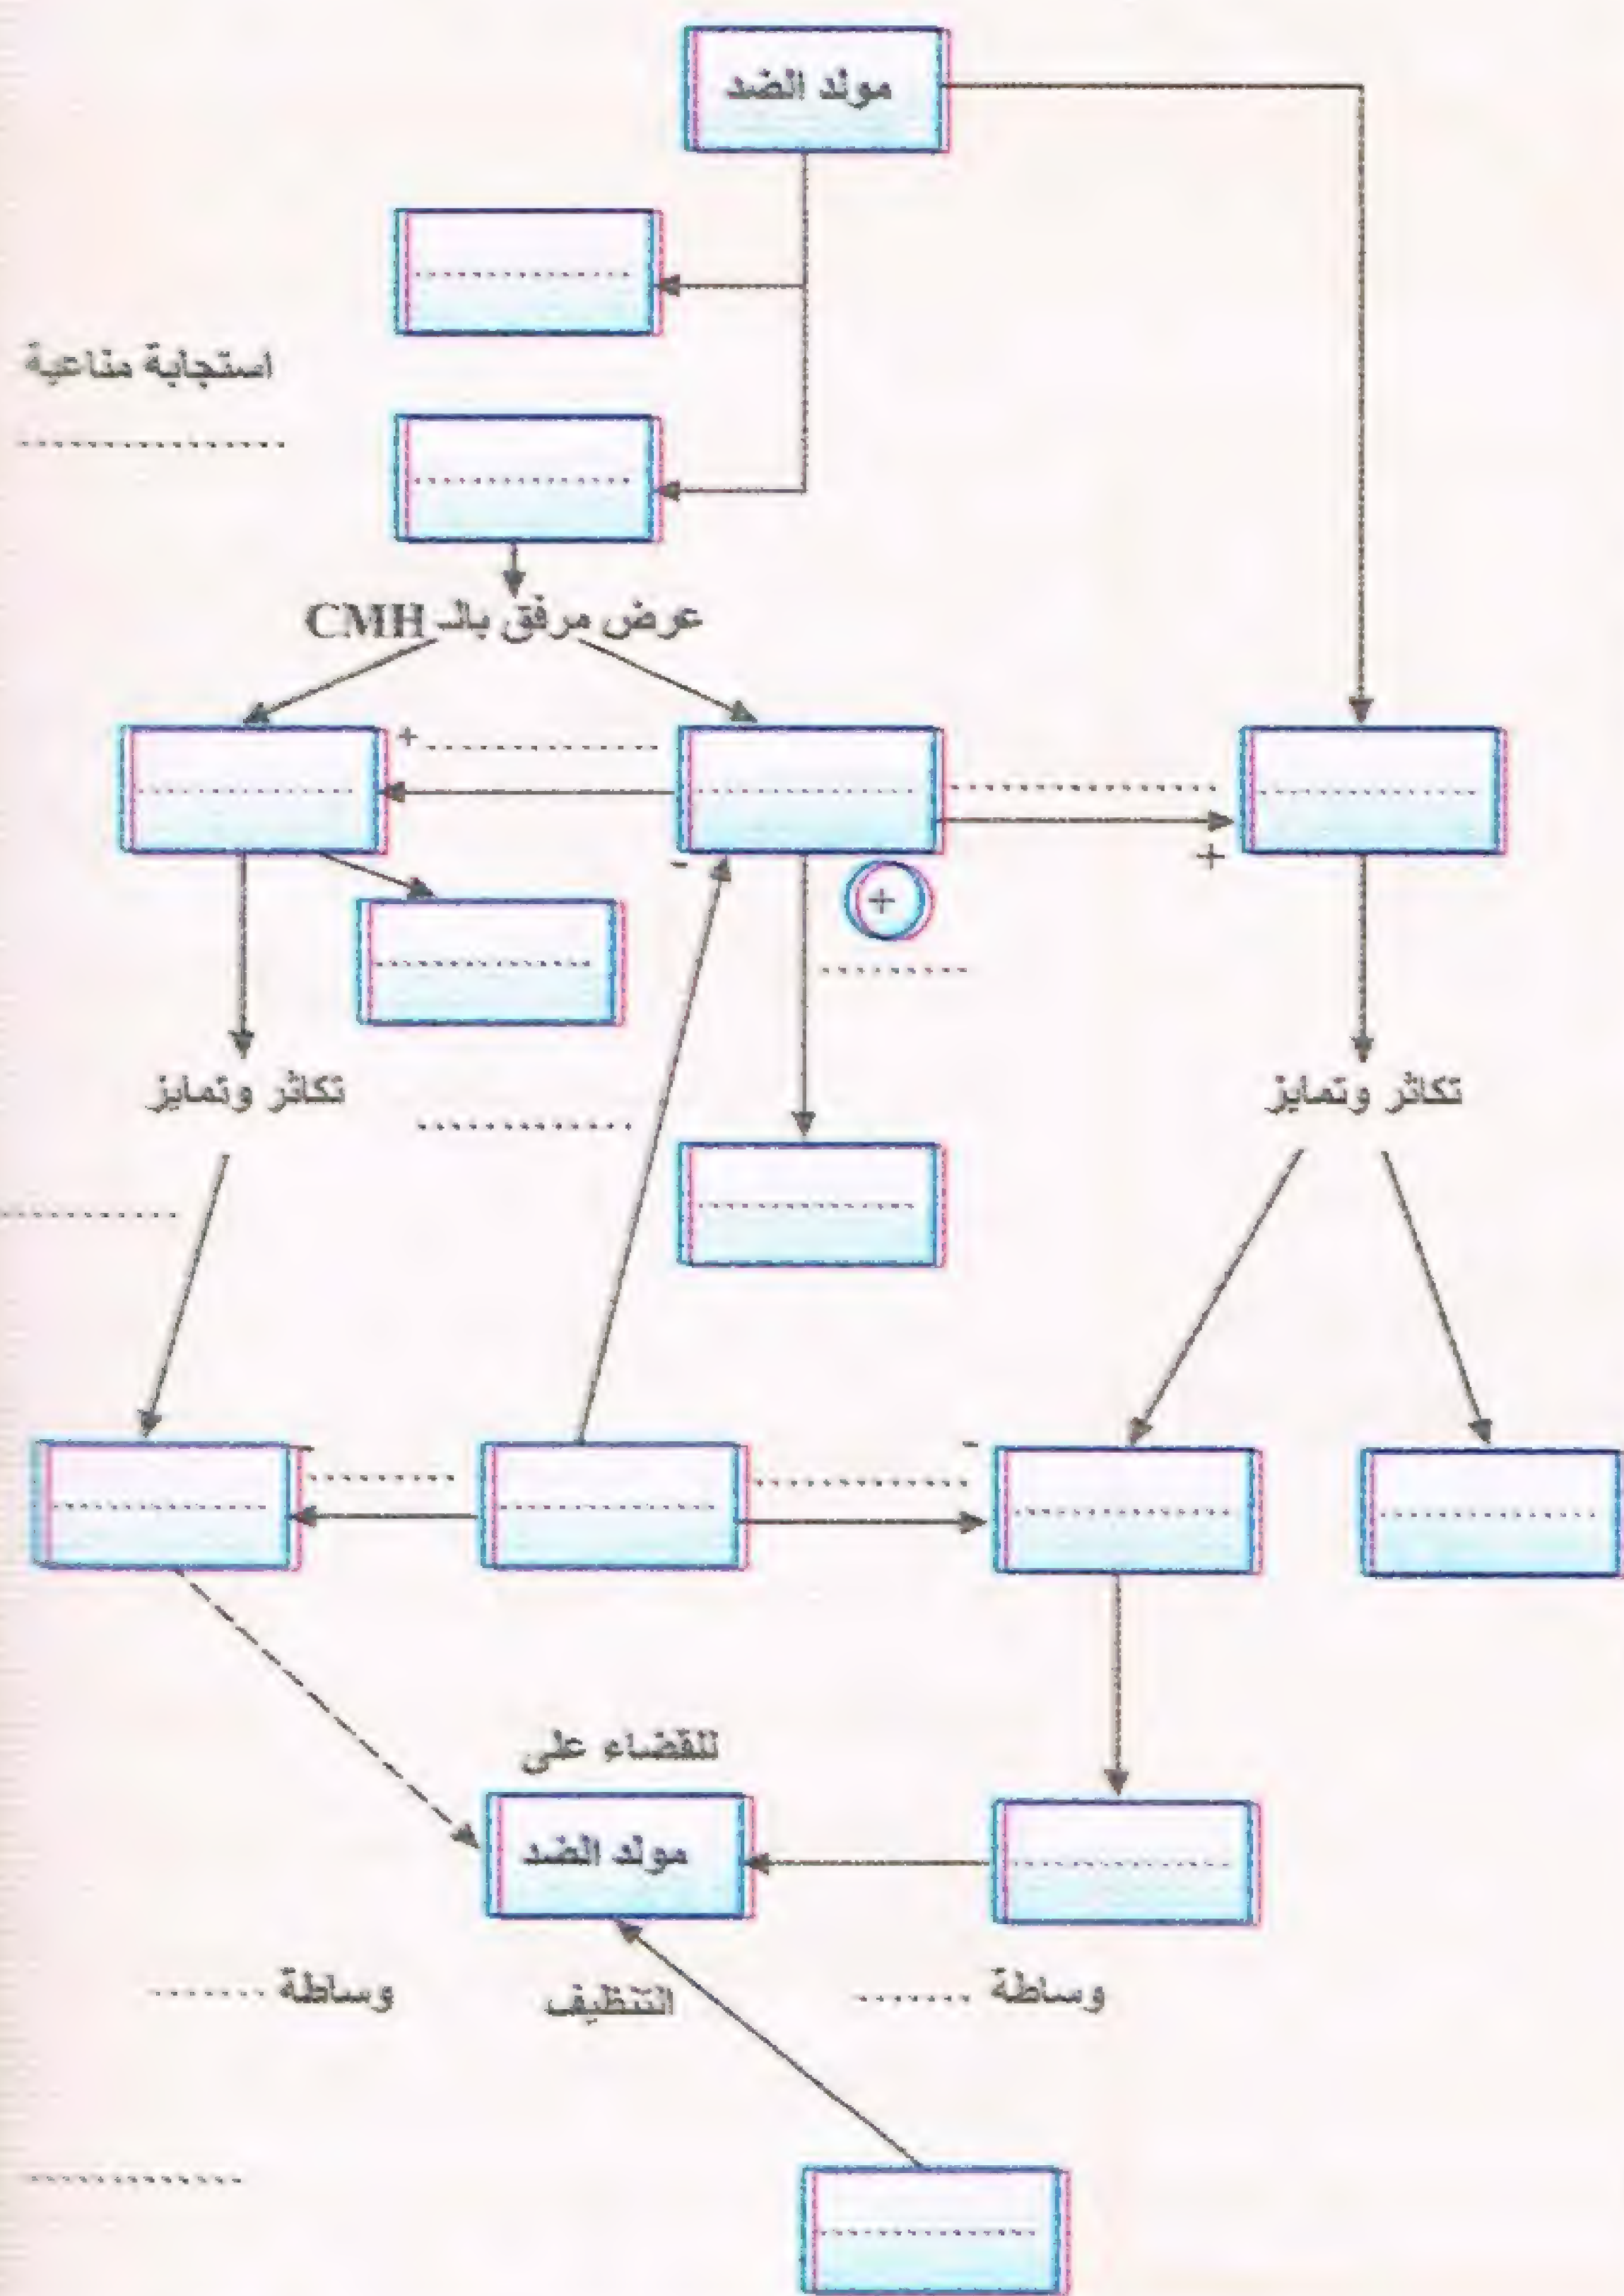 مولد الضد
استجابة مناعية
................
عرض مرفق بالـ CMH
+ ................
................
-
+
+
..........
تكاثر وتمايز
تكاثر وتمايز
..............
............
-
..........
-
..............
للقضاء على
مولد الضد
وساطة .......
التنظيف
وساطة .......
..............